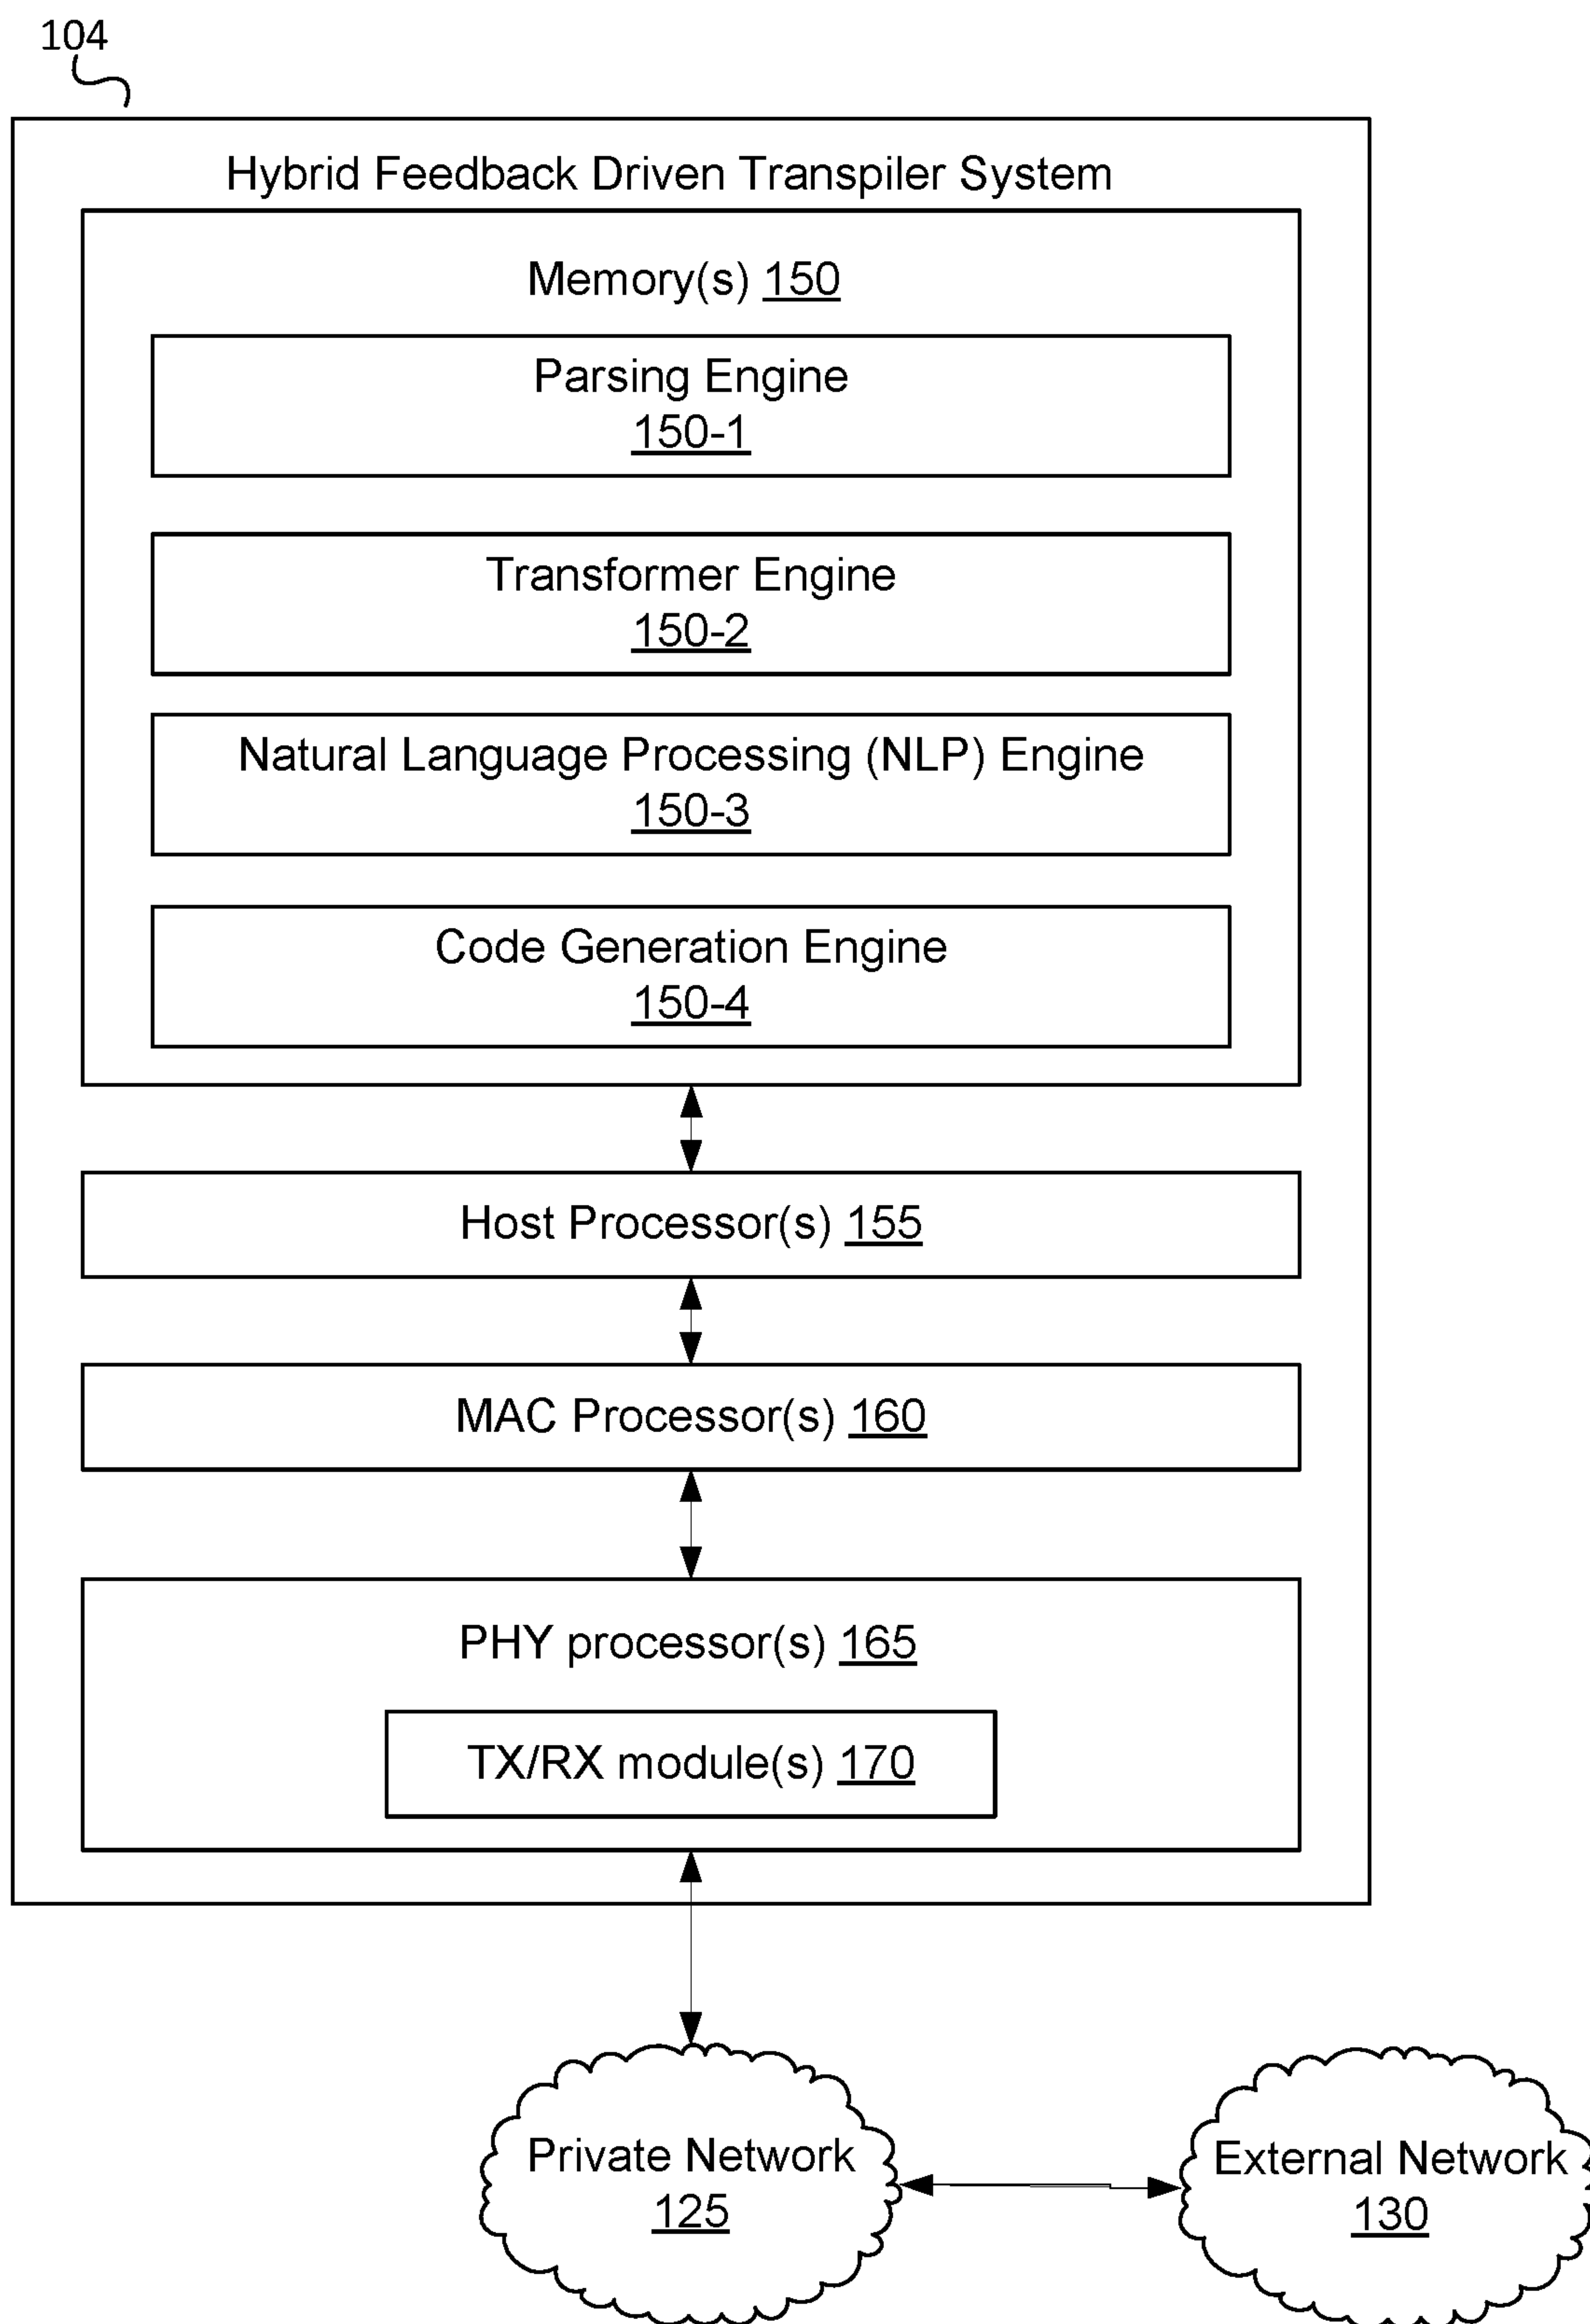 104
Hybrid Feedback Driven Transpiler System
Memory(s) 150
Parsing Engine
150-1
Transformer Engine
150-2
Natural Language Processing (NLP) Engine
150-3
Code Generation Engine
150-4
Host Processor(s) 155
MAC Processor(s) 160
PHY processor(s) 165
TX/RX module(s) 170
Private Network
125
External Network
130